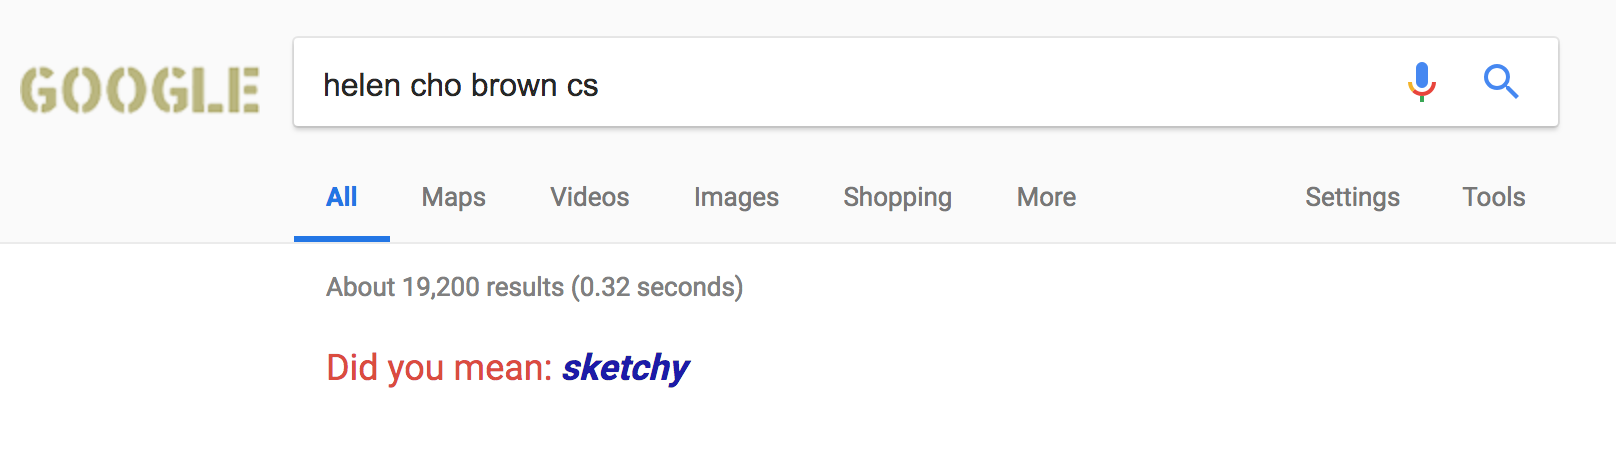 GOOGLE
helen cho brown cs
All Maps Videos Images Shopping More Settings Tools
About 19,200 results (0.32 seconds)
Did you mean: sketchy